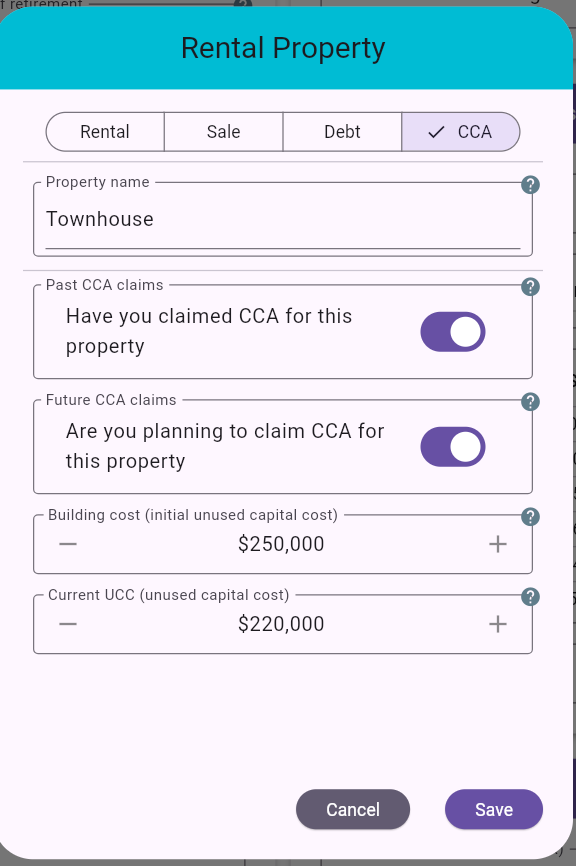 f retirement
Rental Property
Rental
Sale
Debt
CCA
Property name
Townhouse
Past CCA claims
Have you claimed CCA for this
property
Future CCA claims
Are you planning to claim CCA for
this property
Building cost (initial unused capital cost)
$250,000
Current UCC (unused capital cost)
$220,000
Cancel
Save